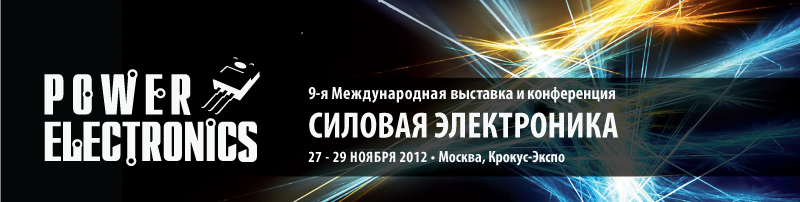 POWER
ELECTRONICS
9-я Международная выставка и конференция
СИЛОВАЯ ЭЛЕКТРОНИКА
27 - 29 НОЯБРЯ 2012 • Москва, Крокус-Экспо